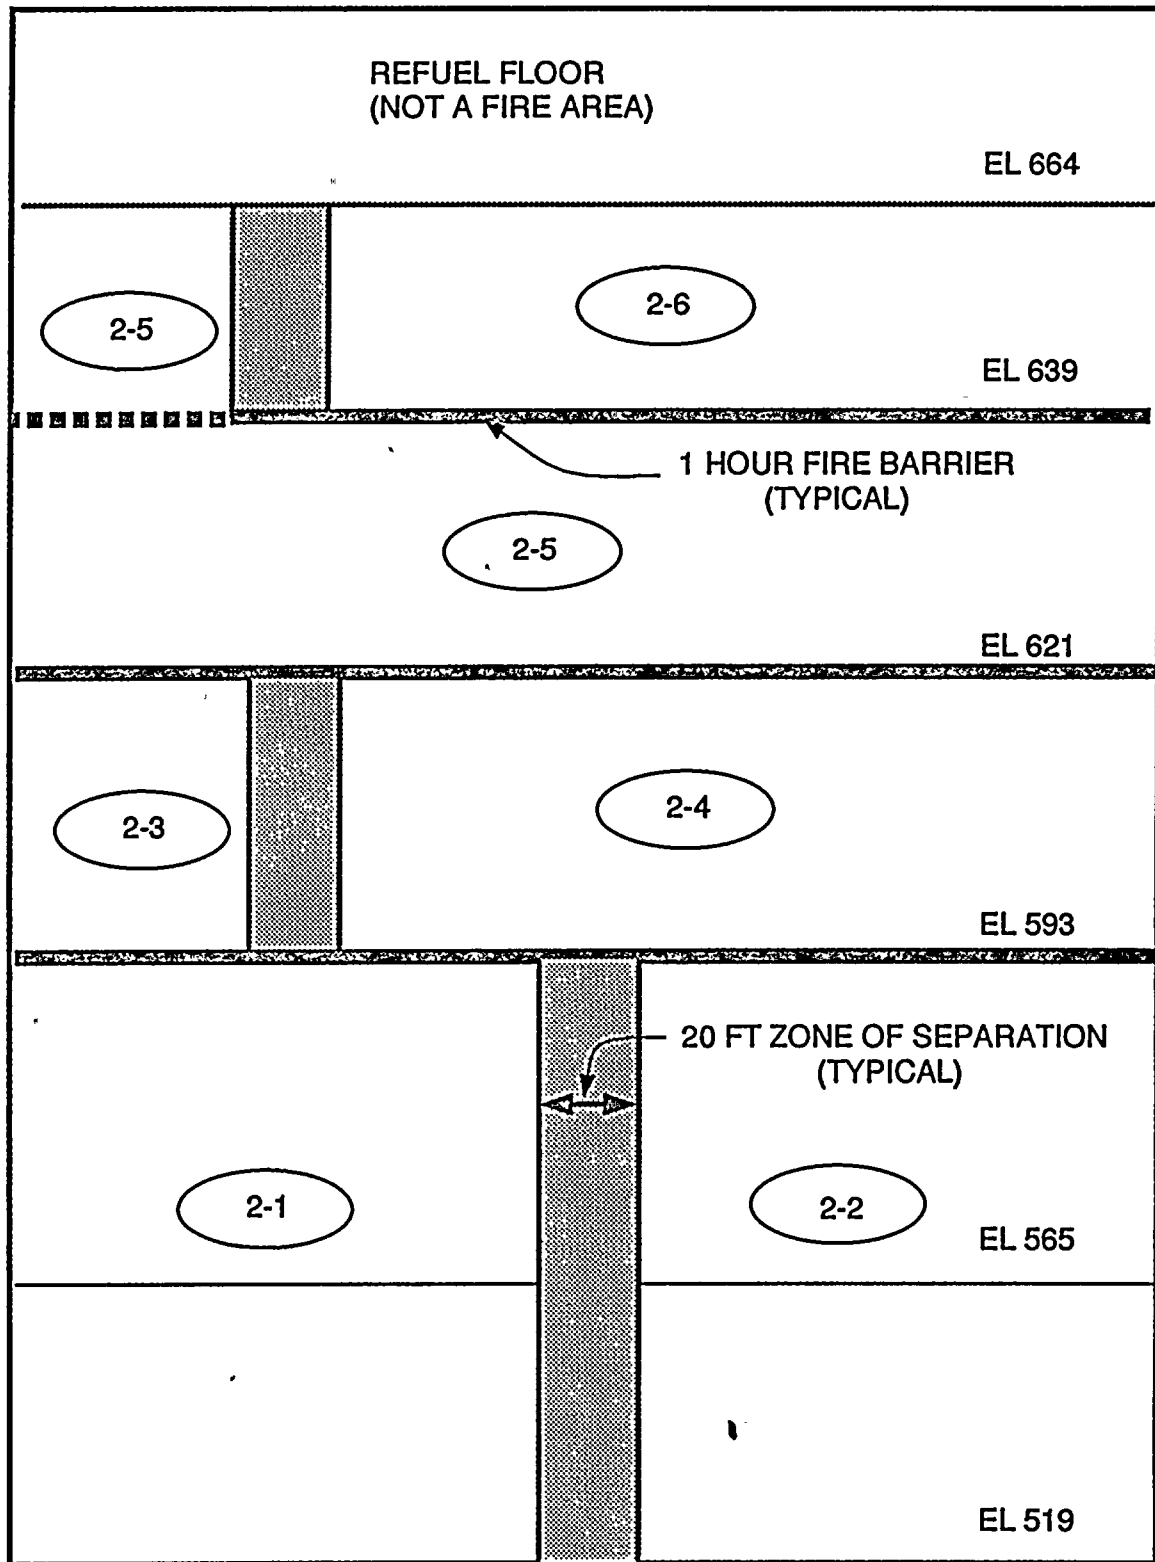 REFUEL FLOOR
(NOT A FIRE AREA)
EL 664
2-5
2-6
EL 639
1 HOUR FIRE BARRIER
(TYPICAL)
2-5
EL 621
2-3
2-4
EL 593
20 FT ZONE OF SEPARATION
(TYPICAL)
2-1
2-2
EL 565
EL 519